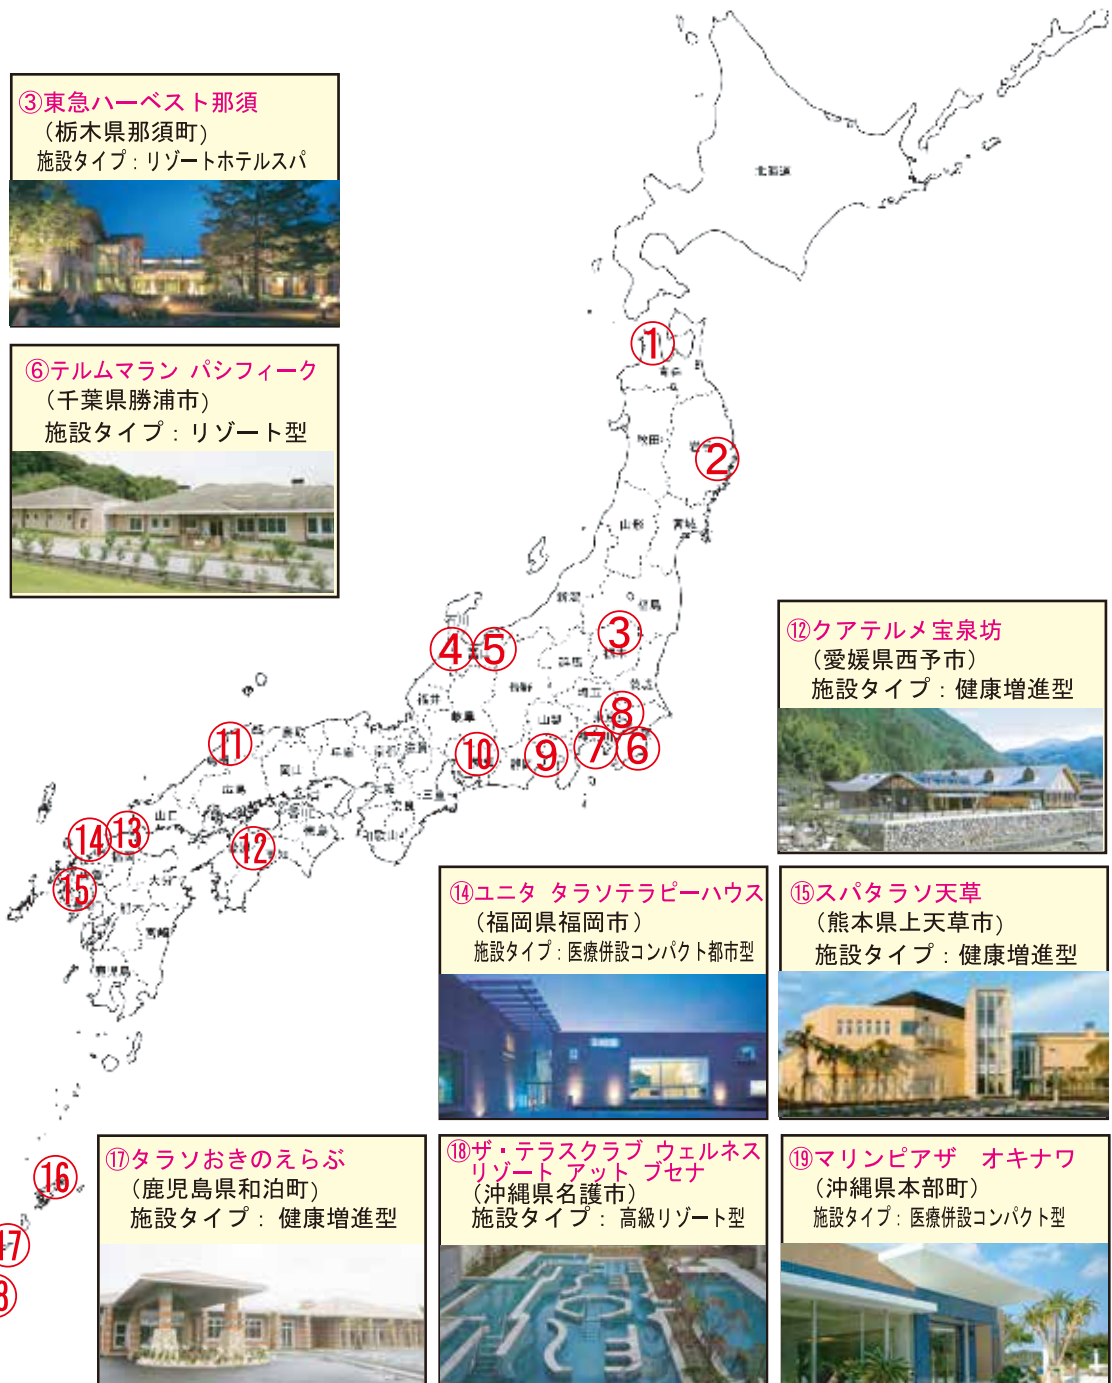 ③東急ハーベスト那須
(栃木県那須町)
施設タイプ：リゾートホテルスパ
⑥テルムマラン パシフィーク
(千葉県勝浦市)
施設タイプ：リゾート型
北海道
①
秋田
②
山形
宮城
新潟
福島
石川
④
⑤
③
群馬
長野
埼玉
茨城
福井
岐阜
山梨
⑧
⑪
鳥取
兵庫
京都
滋賀
⑩
⑨
⑦
⑥
岡山
広島
山口
三重
奈良
香川
徳島
和歌山
⑭
⑬
⑫
⑮
大分
宮崎
鹿児島
⑫クアテルメ宝泉坊
(愛媛県西予市)
施設タイプ：健康増進型
⑭ユニタ タラソテラピーハウス
(福岡県福岡市)
施設タイプ：医療併設コンパクト都市型
⑮スパタラソ天草
(熊本県上天草市)
施設タイプ：健康増進型
⑯
⑰タラソおきのえらぶ
(鹿児島県和泊町)
施設タイプ： 健康増進型
⑱ザ・テラスクラブ ウェルネス
リゾート アット ブセナ
(沖縄県名護市)
施設タイプ： 高級リゾート型
⑲マリンピアザ　オキナワ
(沖縄県本部町)
施設タイプ：医療併設コンパクト型